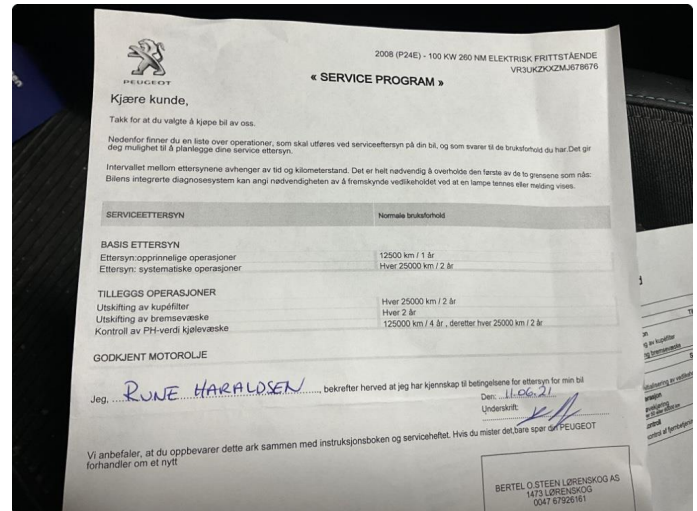 PEUGEOT
2008 (P24E) - 100 KW 260 NM ELEKTRISK FRITTSTÅENDE
VR3UKZKXZMJ678676
« SERVICE PROGRAM »
Kjære kunde,
Takk for at du valgte å kjøpe bil av oss.
Nedenfor finner du en liste over operationer, som skal utføres ved serviceettersyn på din bil, og som svarer til de bruksforhold du har.Det gir
deg mulighet til å planlegge dine service ettersyn.
Intervallet mellom ettersynene avhenger av tid og kilometerstand. Det er helt nødvendig å overholde den første av de to grensene som nås:
Bilens integrerte diagnosesystem kan angi nødvendigheten av å fremskynde vedlikeholdet ved at en lampe tennes eller melding vises.
SERVICEETTERSYN Normale bruksforhold
BASIS ETTERSYN
Ettersyn:opprinnelige operasjoner 12500 km / 1 år
Ettersyn: systematiske operasjoner Hver 25000 km / 2 år
TILLEGGS OPERASJONER
Utskifting av kupéfilter Hver 25000 km / 2 år
Utskifting av bremsevæske Hver 2 år
Kontroll av PH-verdi kjølevæske 125000 km / 4 år , deretter hver 25000 km / 2 år
GODKJENT MOTOROLJE
Jeg, RUNE HARALDSEN , bekrefter herved at jeg har kjennskap til betingelsene for ettersyn for min bil
Den: 11.06.21
Underskrift:
Vi anbefaler, at du oppbevarer dette ark sammen med instruksjonsboken og serviceheftet. Hvis du mister det,bare spør din PEUGEOT
forhandler om et nytt
BERTEL O.STEEN LØRENSKOG AS
1473 LØRENSKOG
0047 67926161